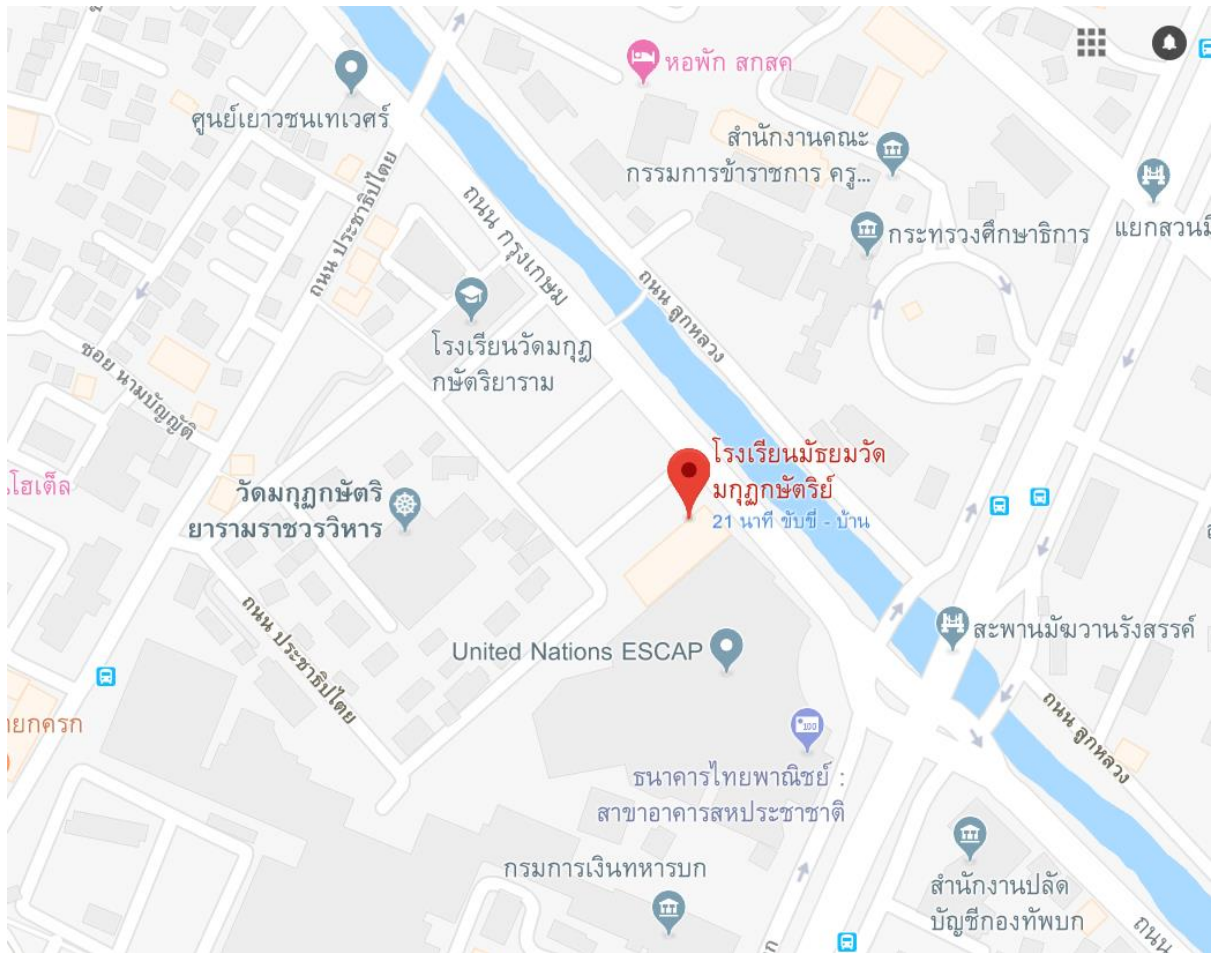 หอพัก สกสค
ศูนย์เยาวชนเทเวศร์
สำนักงานคณะ
กรรมการข้าราชการ ครู...
ถนน ประชาธิปไตย
ถนน กรุงเกษม
กระทรวงศึกษาธิการ
แยกสวนมิ
ถนน ลูกหลวง
โรงเรียนวัดมกุฎ
กษัตริยาราม
ซอย นามบัญญัติ
โรงเรียนมัธยมวัด
มกุฏกษัตริย์
21 นาที ขับขี่ - บ้าน
นโฮเต็ล
วัดมกุฏกษัตริ
ยารามราชวรวิหาร
ถนน ประชาธิปไตย
United Nations ESCAP
สะพานมัฆวานรังสรรค์
ถนน ลูกหลวง
ายกครก
100
ธนาคารไทยพาณิชย์ :
สาขาอาคารสหประชาชาติ
กรมการเงินทหารบก
สำนักงานปลัด
บัญชีกองทัพบก
ถนน